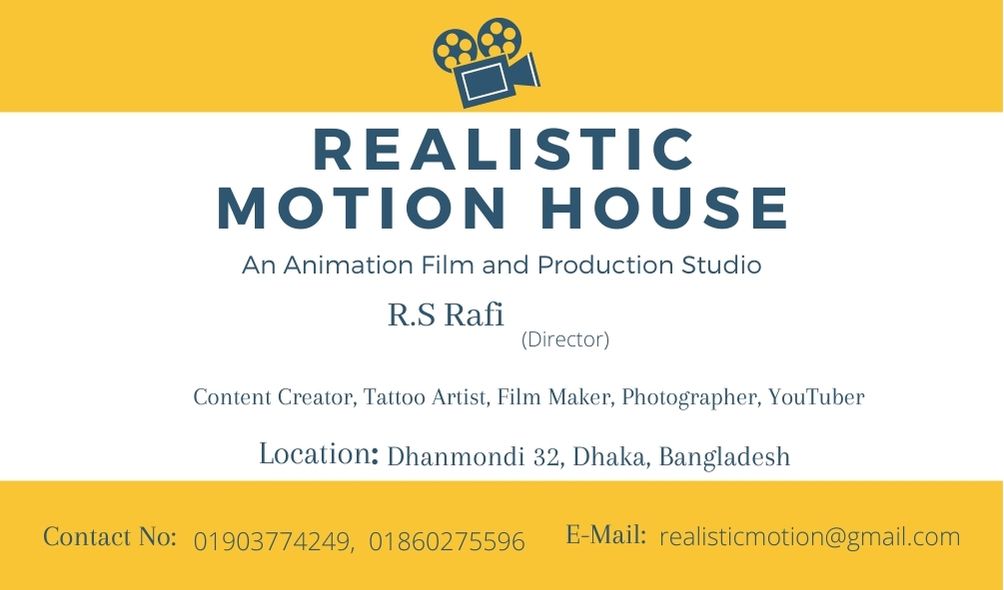 REALISTIC
MOTION HOUSE
An Animation Film and Production Studio
R.S Rafi
(Director)
Content Creator, Tattoo Artist, Film Maker, Photographer, YouTuber
Location: Dhanmondi 32, Dhaka, Bangladesh
Contact No: 01903774249, 01860275596 E-Mail: realisticmotion@gmail.com